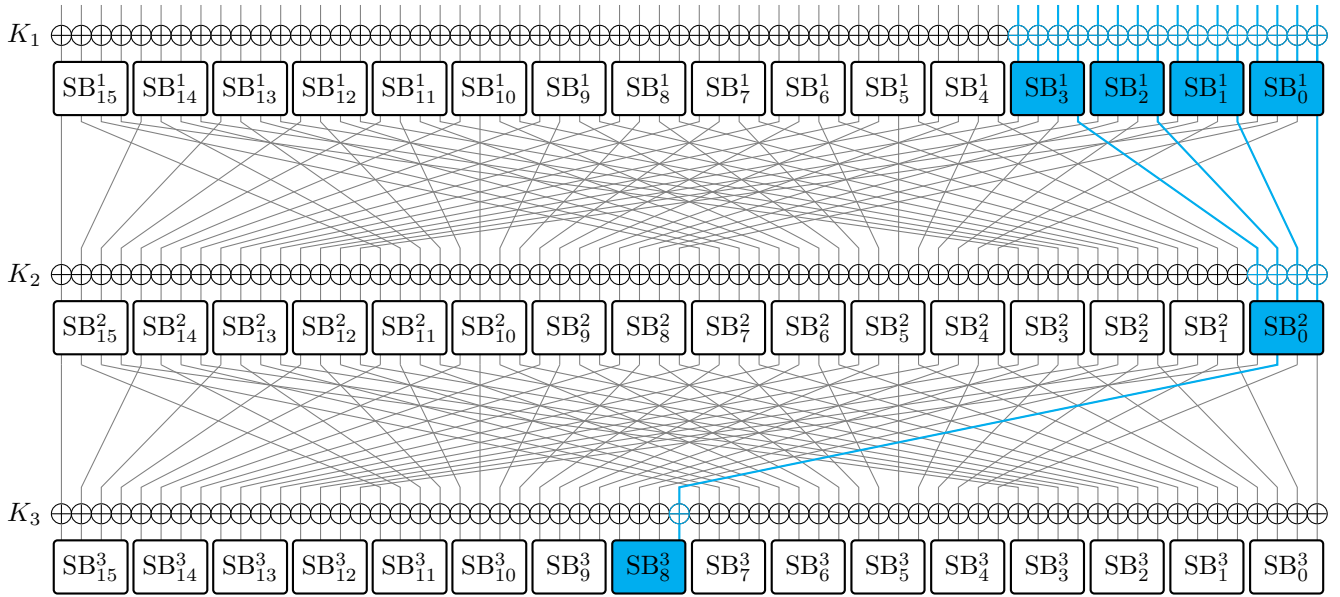 K₁
SB¹₁₅ SB¹₁₄ SB¹₁₃ SB¹₁₂ SB¹₁₁ SB¹₁₀ SB¹₉ SB¹₈ SB¹₇ SB¹₆ SB¹₅ SB¹₄ SB¹₃ SB¹₂ SB¹₁ SB¹₀
K₂
SB²₁₅ SB²₁₄ SB²₁₃ SB²₁₂ SB²₁₁ SB²₁₀ SB²₉ SB²₈ SB²₇ SB²₆ SB²₅ SB²₄ SB²₃ SB²₂ SB²₁ SB²₀
K₃
SB³₁₅ SB³₁₄ SB³₁₃ SB³₁₂ SB³₁₁ SB³₁₀ SB³₉ SB³₈ SB³₇ SB³₆ SB³₅ SB³₄ SB³₃ SB³₂ SB³₁ SB³₀